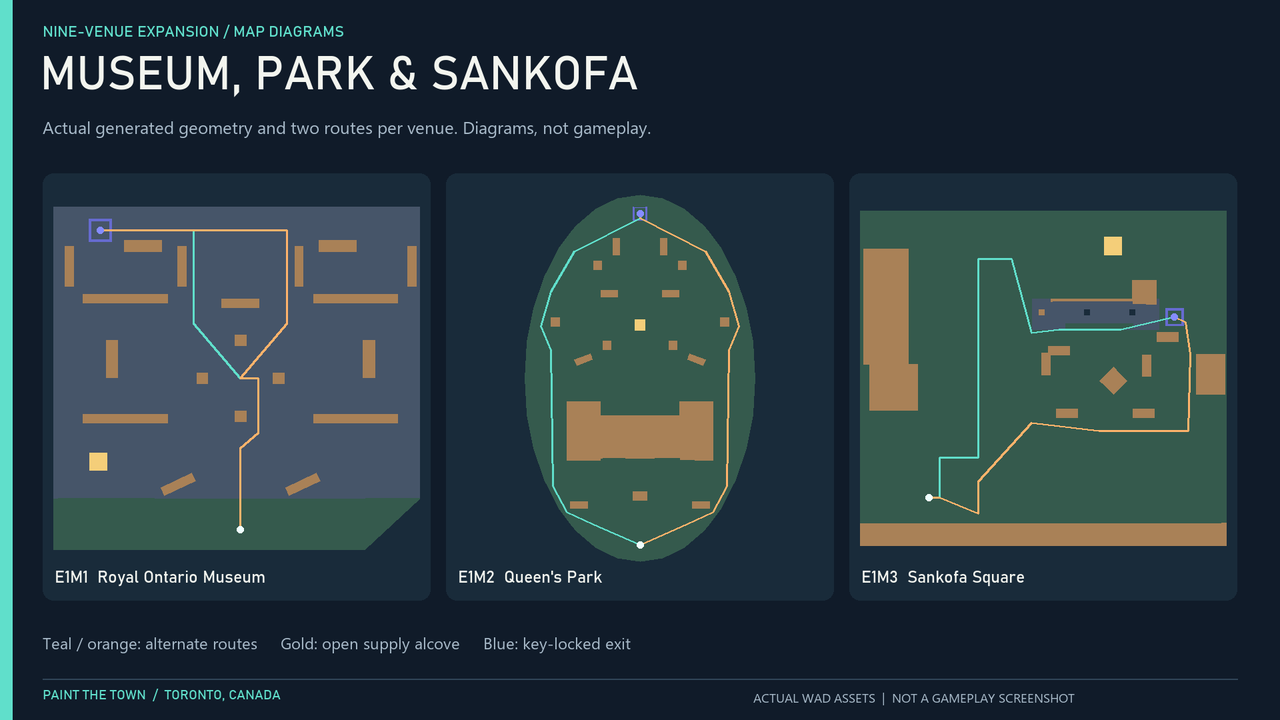 NINE-VENUE EXPANSION / MAP DIAGRAMS
MUSEUM, PARK & SANKOFA
Actual generated geometry and two routes per venue. Diagrams, not gameplay.
E1M1 Royal Ontario Museum
E1M2 Queen's Park
E1M3 Sankofa Square
Teal / orange: alternate routes Gold: open supply alcove Blue: key-locked exit
PAINT THE TOWN / TORONTO, CANADA
ACTUAL WAD ASSETS | NOT A GAMEPLAY SCREENSHOT